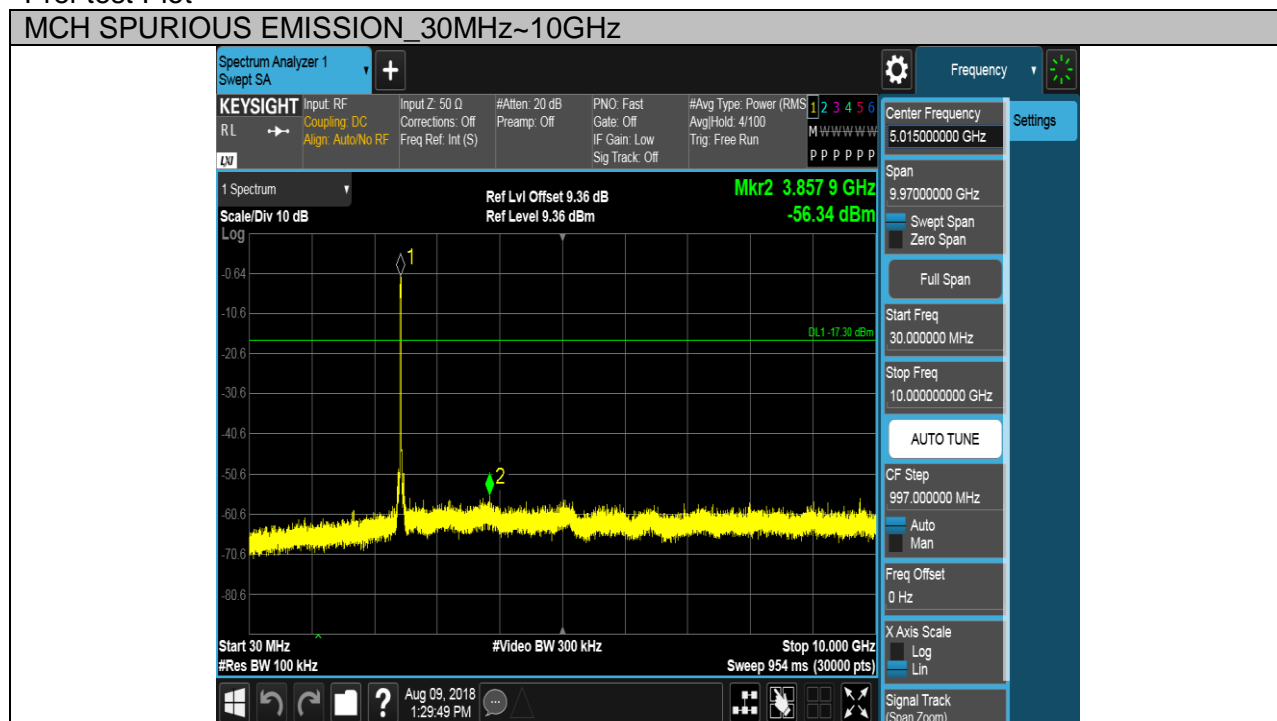 MCH SPURIOUS EMISSION_30MHz~10GHz
Spectrum Analyzer 1
Swept SA
+
Frequency
KEYSIGHT
RL
LXI
Input: RF
Coupling: DC
Align: Auto/No RF
Input Z: 50 Ω
Corrections: Off
Freq Ref: Int (S)
#Atten: 20 dB
Preamp: Off
PNO: Fast
Gate: Off
IF Gain: Low
Sig Track: Off
#Avg Type: Power (RMS
Avg|Hold: 4/100
Trig: Free Run
1 2 3 4 5 6
M W W W W W
P P P P P P
1 Spectrum
Scale/Div 10 dB
Log
Ref Lvl Offset 9.36 dB
Ref Level 9.36 dBm
Mkr2 3.857 9 GHz
-56.34 dBm
1
-0.64
-10.6
DL1 -17.30 dBm
-20.6
-30.6
-40.6
-50.6
2
-60.6
-70.6
-80.6
Start 30 MHz
#Res BW 100 kHz
#Video BW 300 kHz
Stop 10.000 GHz
Sweep 954 ms (30000 pts)
?
Aug 09, 2018
1:29:49 PM
Center Frequency
5.015000000 GHz
Settings
Span
9.97000000 GHz
Swept Span
Zero Span
Full Span
Start Freq
30.000000 MHz
Stop Freq
10.000000000 GHz
AUTO TUNE
CF Step
997.000000 MHz
Auto
Man
Freq Offset
0 Hz
X Axis Scale
Log
Lin
Signal Track
(Span Zoom)